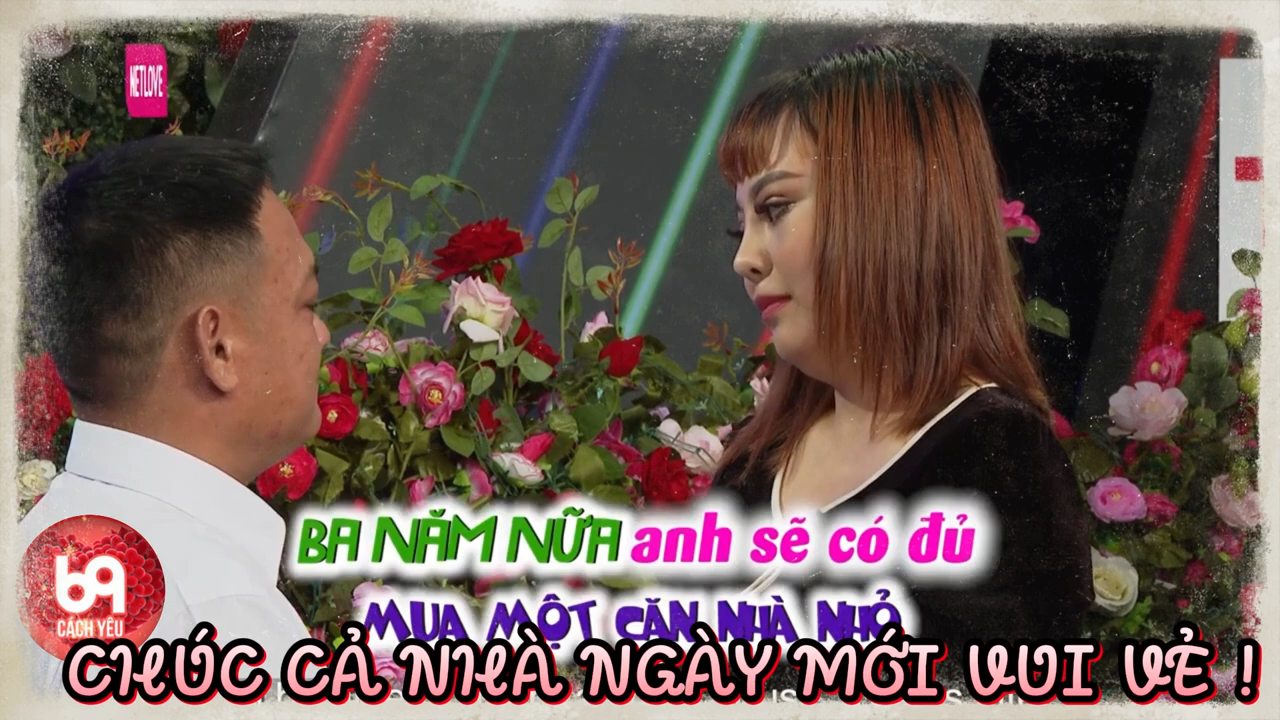 NETLOVE
BA NĂM NỮA anh sẽ có đủ
MUA MỘT CĂN NHÀ NHỎ
69
CÁCH YÊU
CHÚC CẢ NHÀ NGÀY MỚI VUI VẺ !